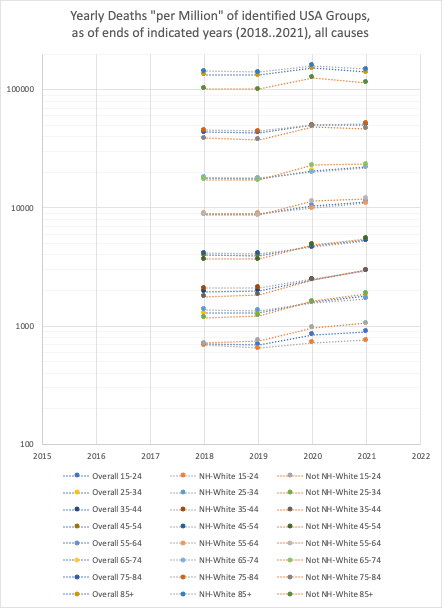 Yearly Deaths "per Million" of identified USA Groups,
as of ends of indicated years (2018..2021), all causes
100000
10000
1000
100
2015 2016 2017 2018 2019 2020 2021 2022
Overall 15-24 NH-White 15-24 Not NH-White 15-24
Overall 25-34 NH-White 25-34 Not NH-White 25-34
Overall 35-44 NH-White 35-44 Not NH-White 35-44
Overall 45-54 NH-White 45-54 Not NH-White 45-54
Overall 55-64 NH-White 55-64 Not NH-White 55-64
Overall 65-74 NH-White 65-74 Not NH-White 65-74
Overall 75-84 NH-White 75-84 Not NH-White 75-84
Overall 85+ NH-White 85+ Not NH-White 85+